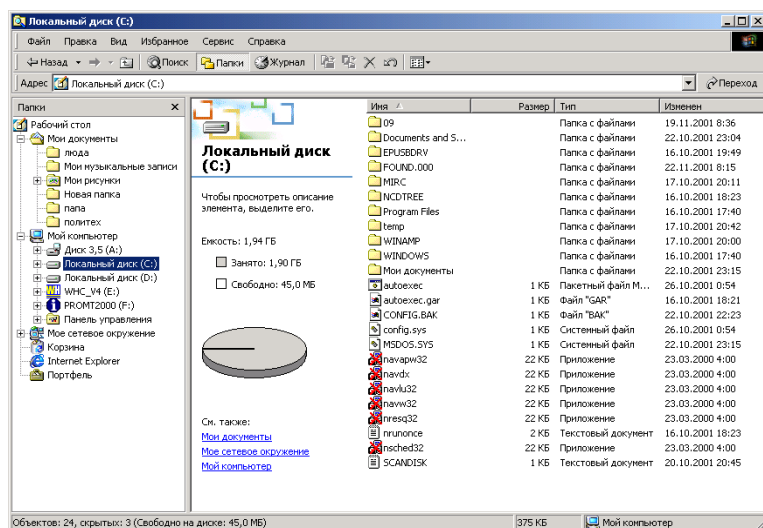 Локальный диск (C:)
Файл Правка Вид Избранное Сервис Справка
Назад Поиск Папки Журнал
Адрес Локальный диск (C:) Переход
Папки
Рабочий стол
Мои документы
люда
Мои музыкальные записи
Мои рисунки
Новая папка
папа
политех
Мой компьютер
Диск 3,5 (A:)
Локальный диск (C:)
Локальный диск (D:)
WHC_V4 (E:)
PROMT2000 (F:)
Панель управления
Мое сетевое окружение
Корзина
Internet Explorer
Портфель
Локальный диск
(C:)
Чтобы просмотреть описание
элемента, выделите его.
Емкость: 1,94 ГБ
Занято: 1,90 ГБ
Свободно: 45,0 МБ
См. также:
Мои документы
Мое сетевое окружение
Мой компьютер
Имя Размер Тип Изменен
09 Папка с файлами 19.11.2001 8:36
Documents and S... Папка с файлами 22.10.2001 23:04
EPUSBDRV Папка с файлами 16.10.2001 19:49
FOUND.000 Папка с файлами 22.11.2001 8:15
MIRC Папка с файлами 17.10.2001 20:11
NCDTREE Папка с файлами 16.10.2001 18:23
Program Files Папка с файлами 16.10.2001 17:40
temp Папка с файлами 17.10.2001 20:42
WINAMP Папка с файлами 17.10.2001 20:00
WINDOWS Папка с файлами 16.10.2001 17:40
Мои документы Папка с файлами 22.10.2001 23:15
autoexec 1 КБ Пакетный файл М... 26.10.2001 0:54
autoexec.gar 1 КБ Файл "GAR" 16.10.2001 18:21
CONFIG.BAK 1 КБ Файл "BAK" 22.10.2001 22:23
config.sys 1 КБ Системный файл 26.10.2001 0:54
MSDOS.SYS 1 КБ Системный файл 22.10.2001 22:15
navapw32 22 КБ Приложение 23.03.2000 4:00
navdx 22 КБ Приложение 23.03.2000 4:00
navlu32 22 КБ Приложение 23.03.2000 4:00
navw32 22 КБ Приложение 23.03.2000 4:00
nresq32 22 КБ Приложение 23.03.2000 4:00
nrunonce 2 КБ Текстовый документ 16.10.2001 18:23
nsched32 22 КБ Приложение 23.03.2000 4:00
SCANDISK 1 КБ Текстовый документ 20.10.2001 20:45
Объектов: 24, скрытых: 3 (Свободно на диске: 45,0 МБ) 375 КБ Мой компьютер